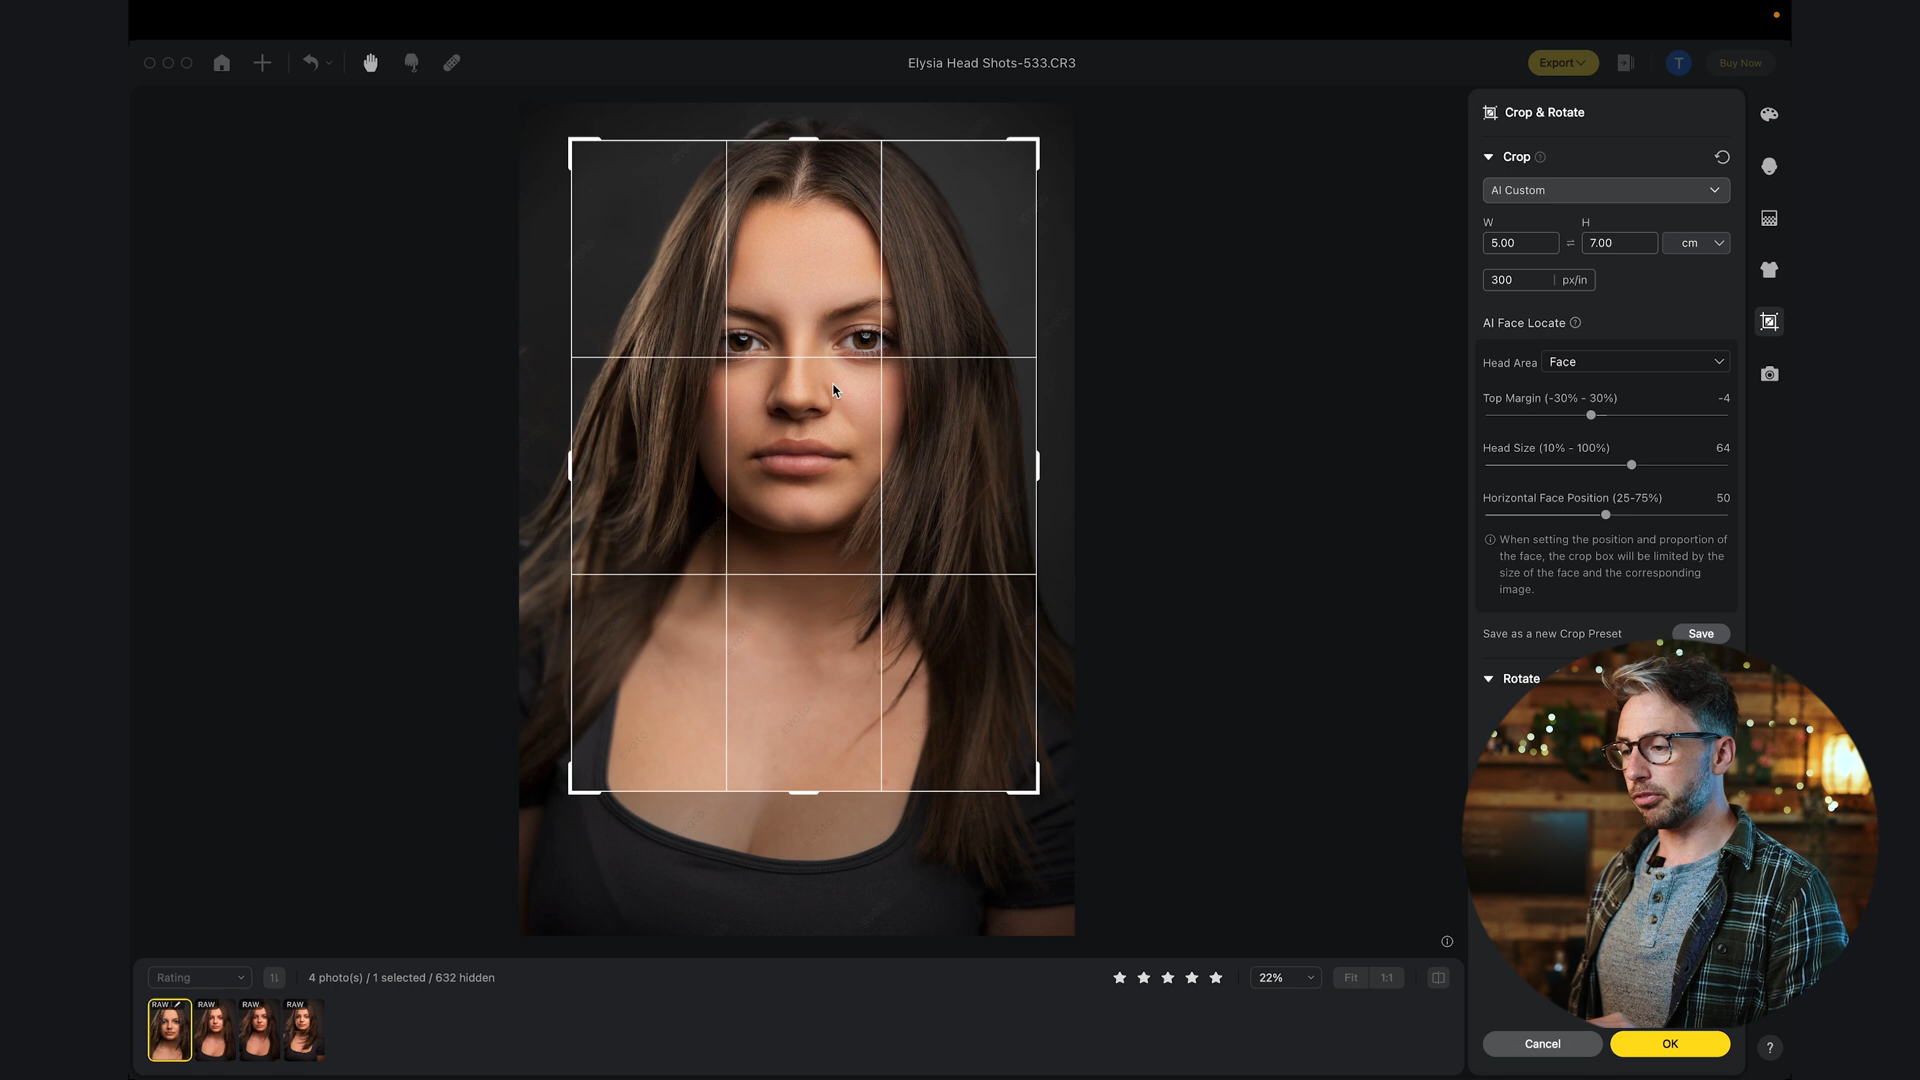 Elysia Head Shots-533.CR3
Export
T
Buy Now
Crop & Rotate
Crop
AI Custom
W
H
5.00
7.00
cm
300
px/in
AI Face Locate
Head Area
Face
Top Margin (-30% - 30%)
-4
Head Size (10% - 100%)
64
Horizontal Face Position (25-75%)
50
When setting the position and proportion of
the face, the crop box will be limited by the
size of the face and the corresponding
image.
Save as a new Crop Preset
Save
Rotate
Rating
4 photo(s) / 1 selected / 632 hidden
22%
Fit
1:1
RAW
RAW
RAW
RAW
Cancel
OK
?